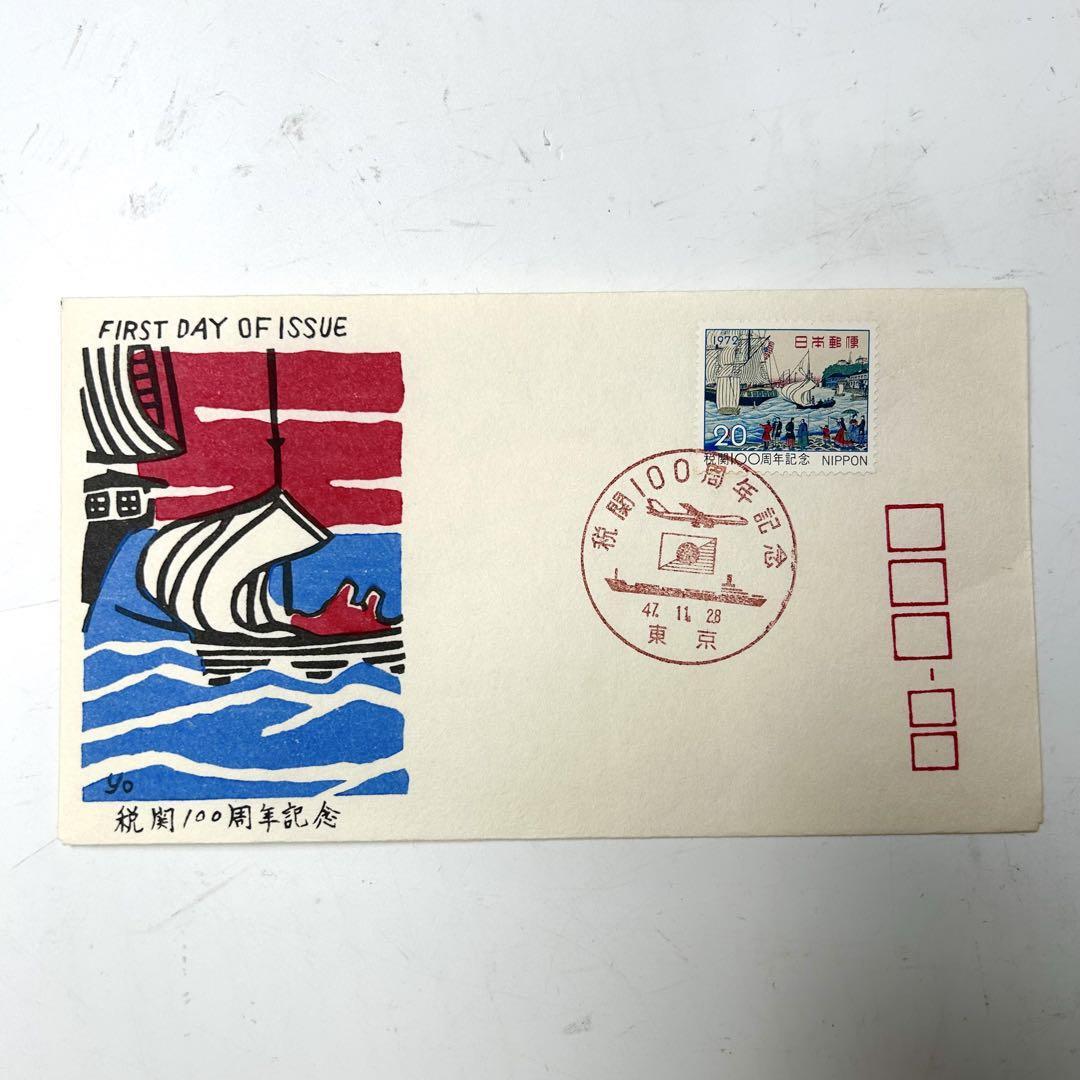 FIRST DAY OF ISSUE
yo
税関100周年記念
1972 日本郵便
20
税関100周年記念 NIPPON
税関100周年記念
47. 11. 28
東京